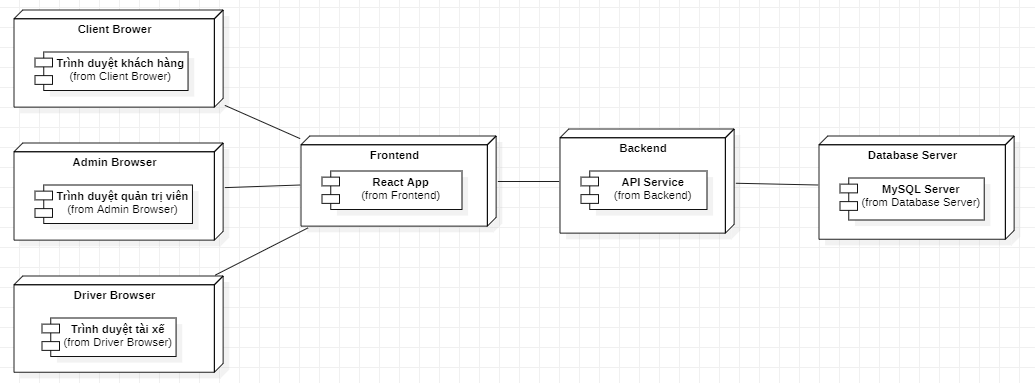 Client Brower
Trình duyệt khách hàng
(from Client Brower)
Admin Browser
Trình duyệt quản trị viên
(from Admin Browser)
Driver Browser
Trình duyệt tài xế
(from Driver Browser)
Frontend
React App
(from Frontend)
Backend
API Service
(from Backend)
Database Server
MySQL Server
(from Database Server)